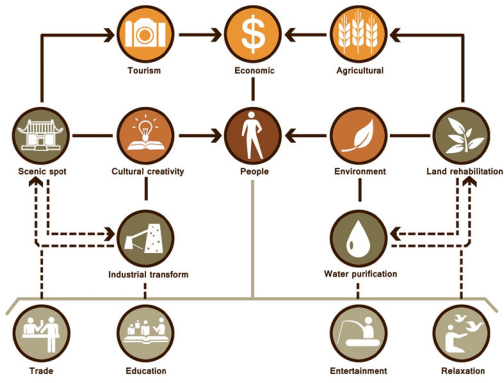 $
Tourism
Economic
Agricultural
Scenic spot
Cultural creativity
People
Environment
Land rehabilitation
Industrial transform
Water purification
Trade
Education
Entertainment
Relaxation